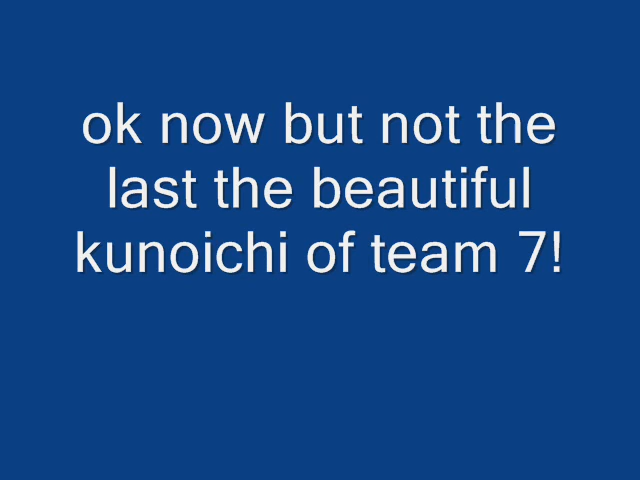 ok now but not the
last the beautiful
kunoichi of team 7!